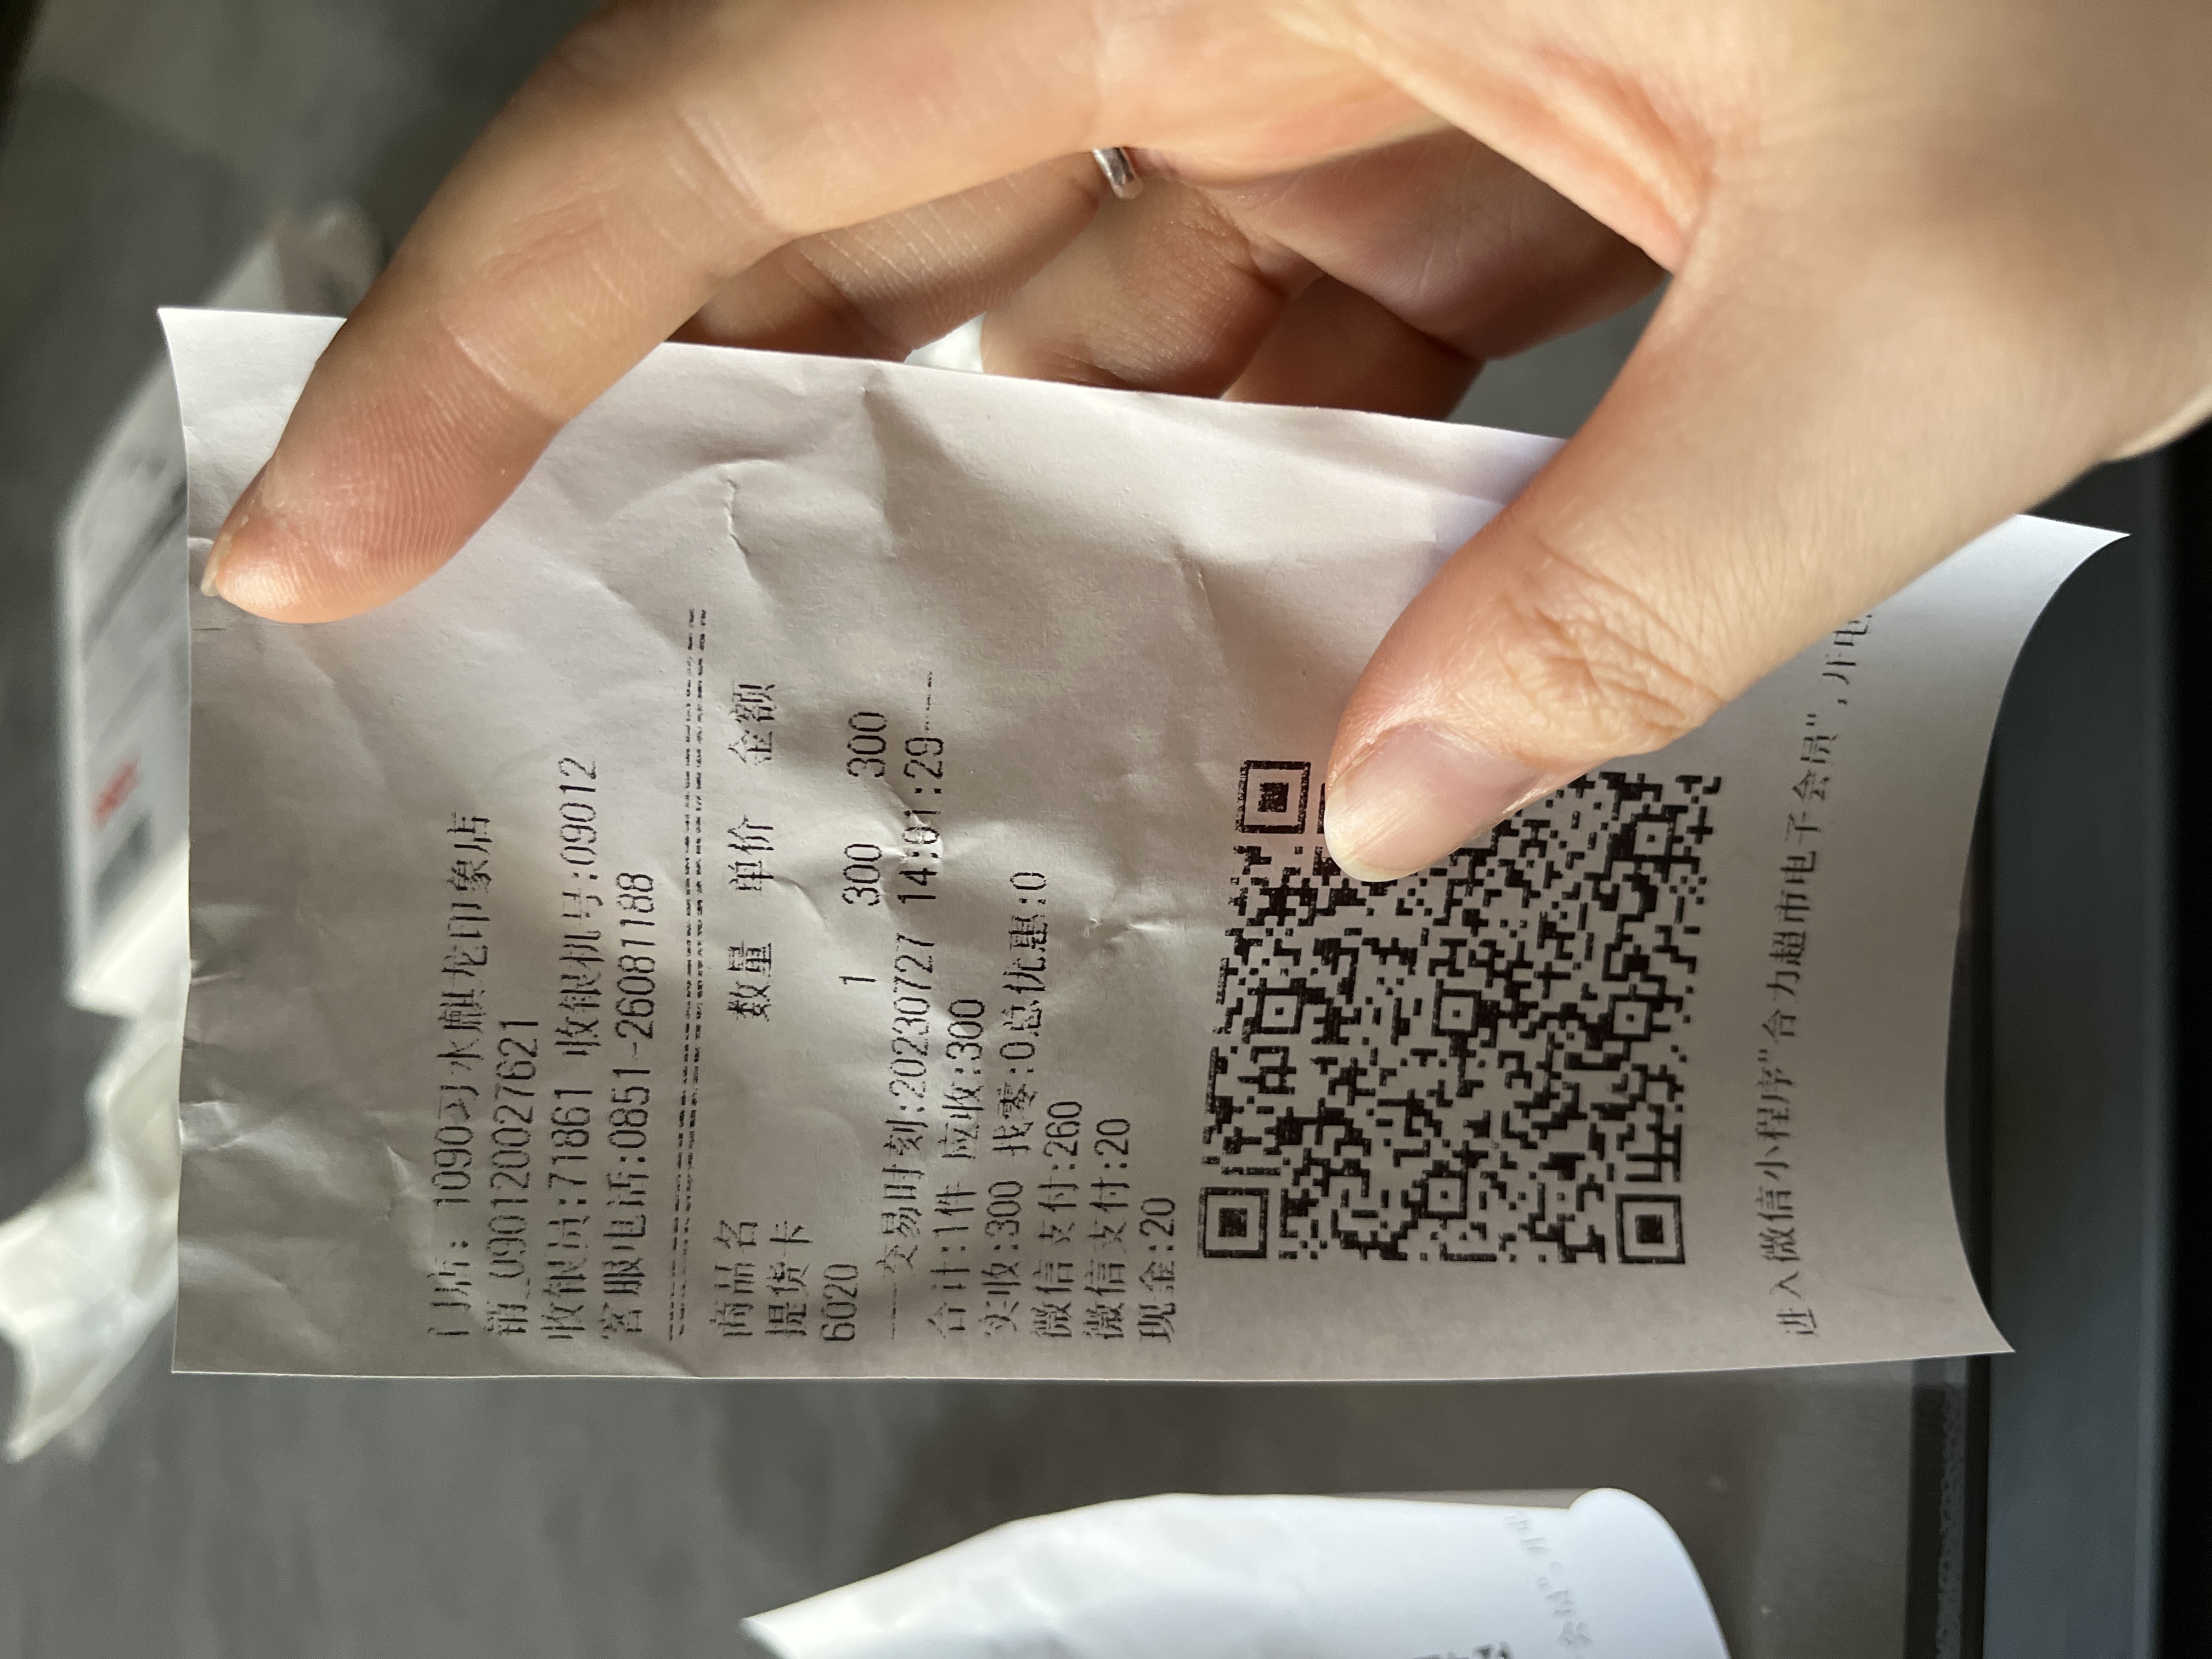 门店: 1090习水麒龙印象店
销_090120027621
收银员:71861 收银机号:09012
客服电话:0851-26081188
商品名 数量 单价 金额
提货卡
6020 1 300 300
交易时刻:20230727 14:01:29
合计:1件 应收:300
实收:300 找零:0总优惠:0
微信支付:260
微信支付:20
现金:20
进入微信小程序"合力超市电子会员",开电